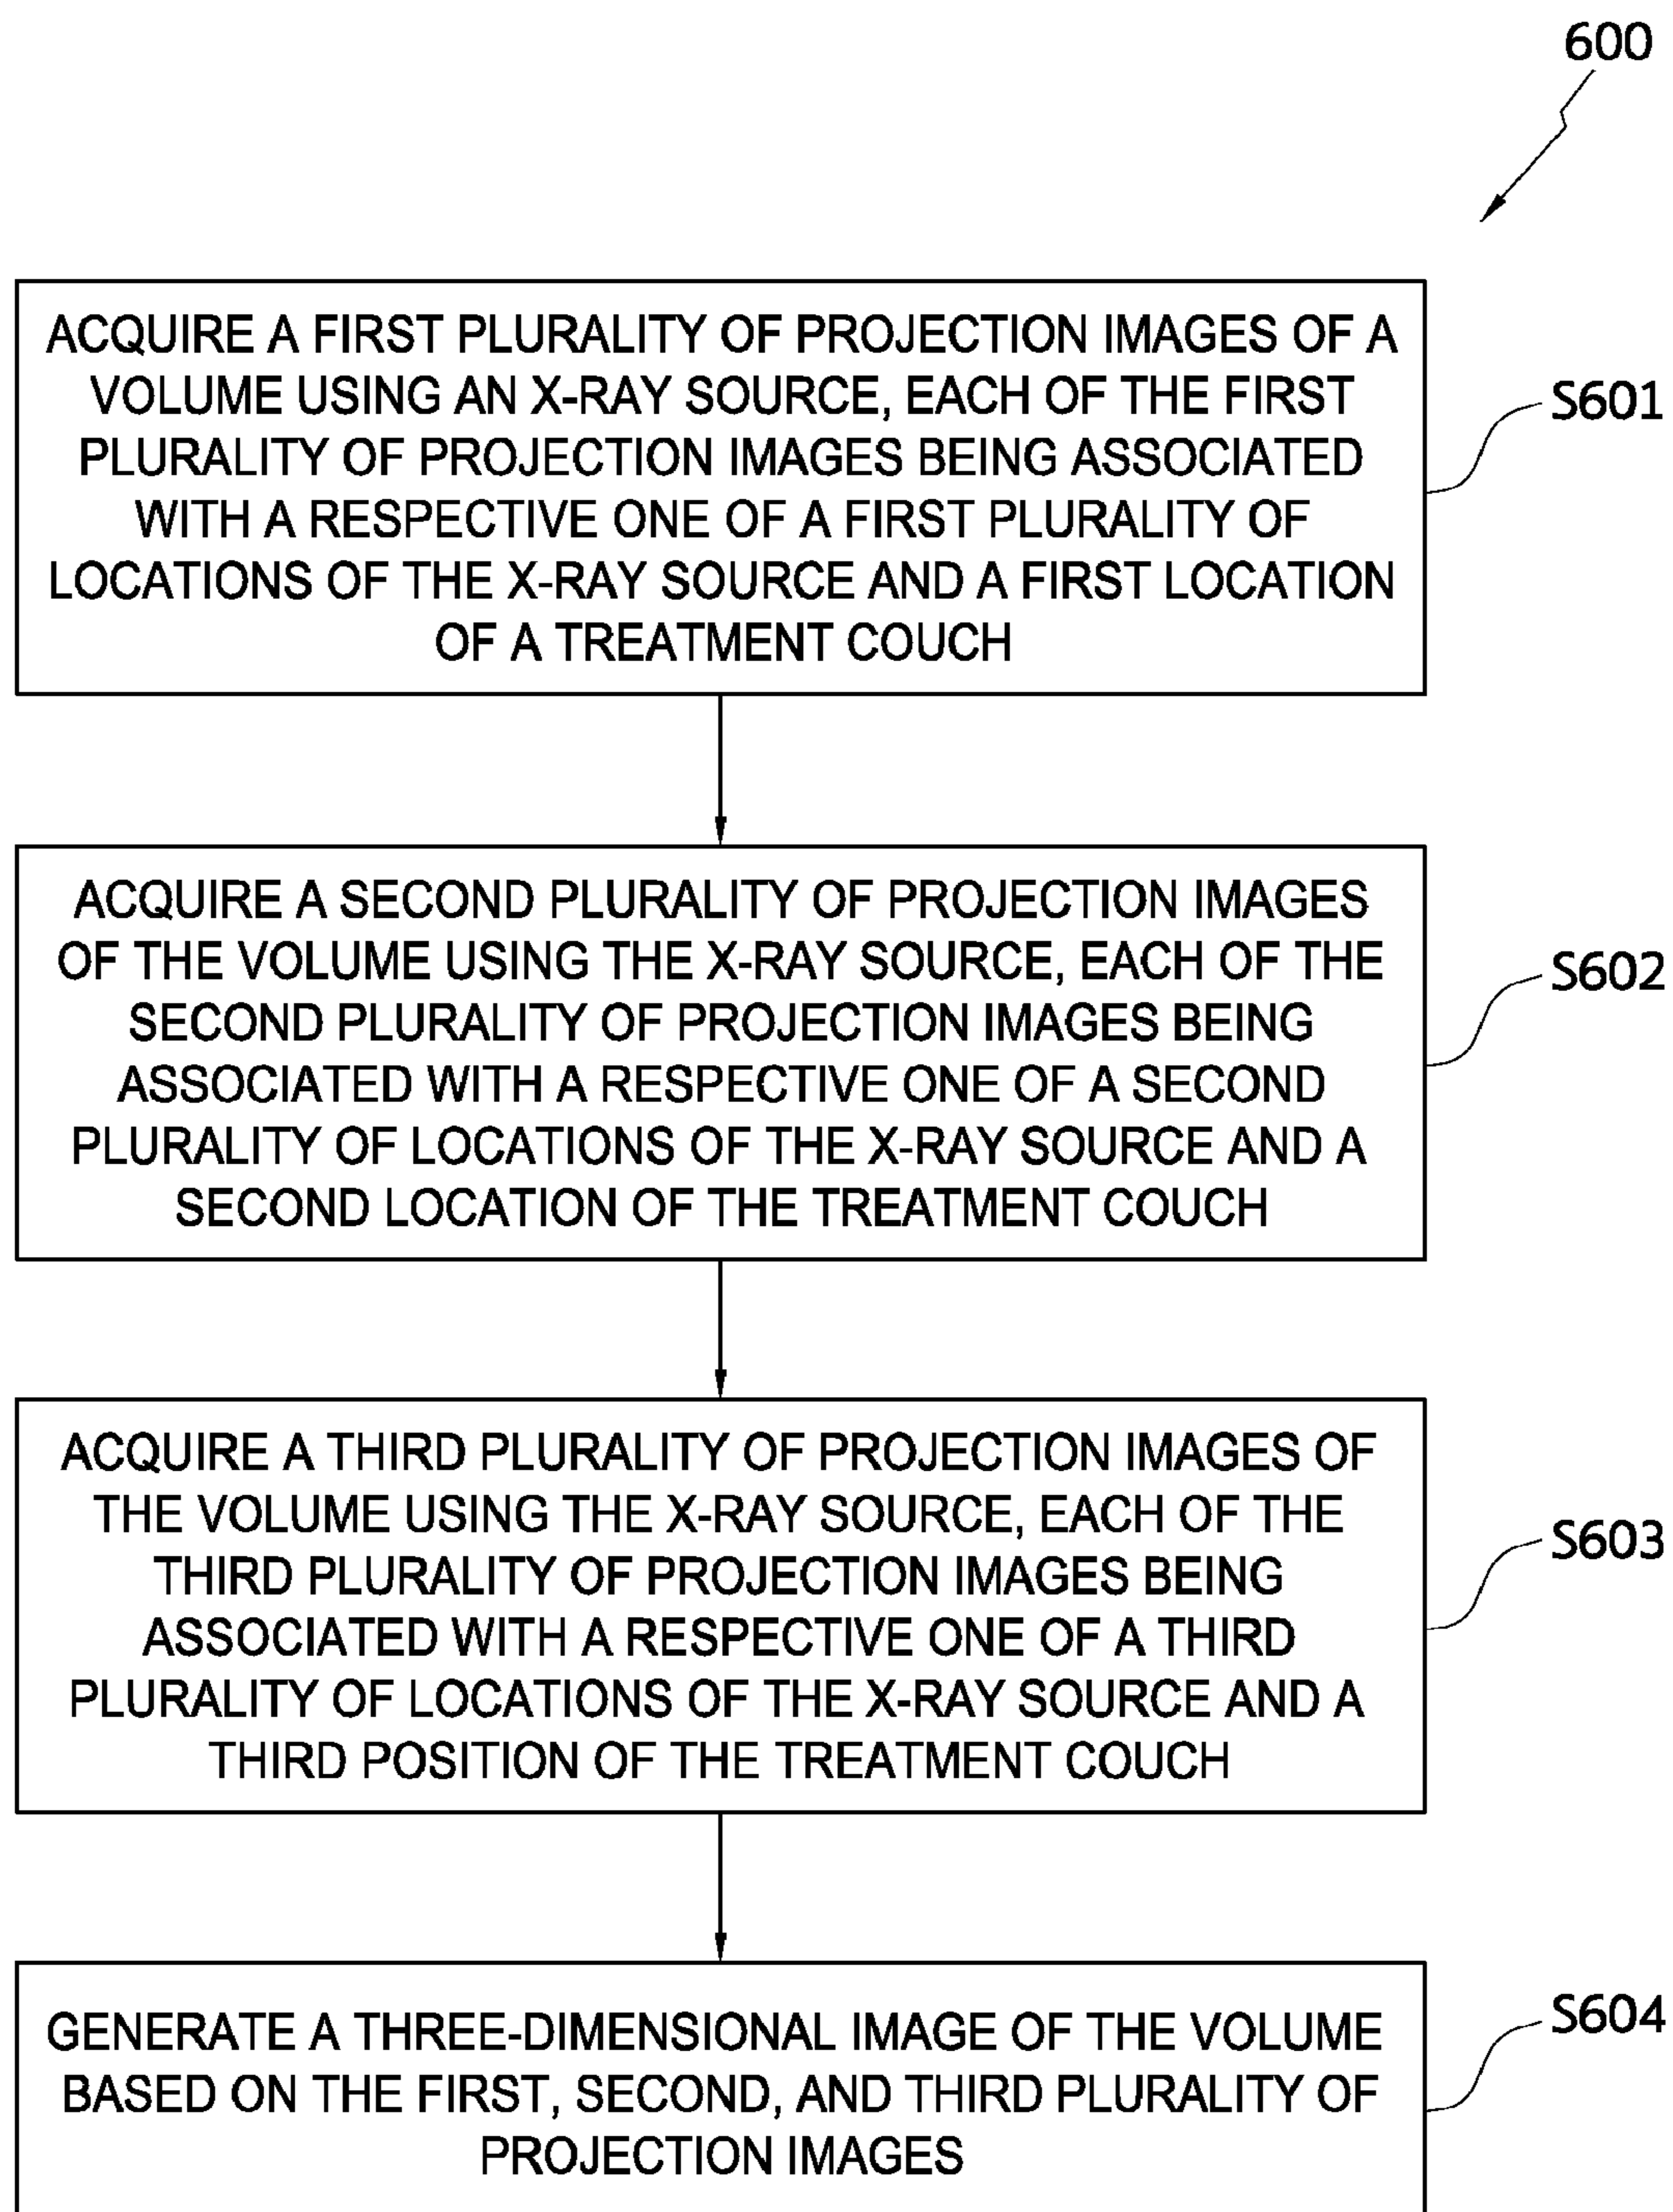 600
ACQUIRE A FIRST PLURALITY OF PROJECTION IMAGES OF A
VOLUME USING AN X-RAY SOURCE, EACH OF THE FIRST
PLURALITY OF PROJECTION IMAGES BEING ASSOCIATED
WITH A RESPECTIVE ONE OF A FIRST PLURALITY OF
LOCATIONS OF THE X-RAY SOURCE AND A FIRST LOCATION
OF A TREATMENT COUCH
S601
ACQUIRE A SECOND PLURALITY OF PROJECTION IMAGES
OF THE VOLUME USING THE X-RAY SOURCE, EACH OF THE
SECOND PLURALITY OF PROJECTION IMAGES BEING
ASSOCIATED WITH A RESPECTIVE ONE OF A SECOND
PLURALITY OF LOCATIONS OF THE X-RAY SOURCE AND A
SECOND LOCATION OF THE TREATMENT COUCH
S602
ACQUIRE A THIRD PLURALITY OF PROJECTION IMAGES OF
THE VOLUME USING THE X-RAY SOURCE, EACH OF THE
THIRD PLURALITY OF PROJECTION IMAGES BEING
ASSOCIATED WITH A RESPECTIVE ONE OF A THIRD
PLURALITY OF LOCATIONS OF THE X-RAY SOURCE AND A
THIRD POSITION OF THE TREATMENT COUCH
S603
GENERATE A THREE-DIMENSIONAL IMAGE OF THE VOLUME
BASED ON THE FIRST, SECOND, AND THIRD PLURALITY OF
PROJECTION IMAGES
S604